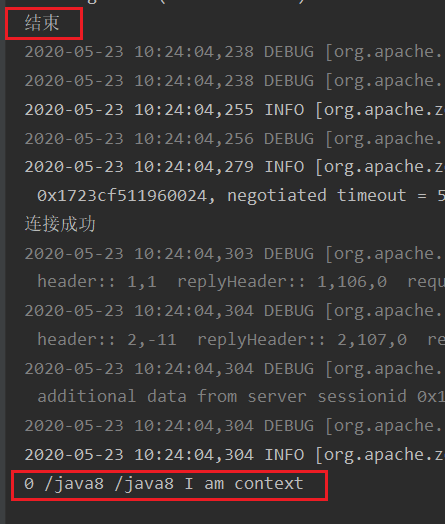 结束
2020-05-23 10:24:04,238 DEBUG [org.apache.
2020-05-23 10:24:04,238 DEBUG [org.apache.
2020-05-23 10:24:04,255 INFO [org.apache.z
2020-05-23 10:24:04,256 DEBUG [org.apache.
2020-05-23 10:24:04,279 INFO [org.apache.z
0x1723cf511960024, negotiated timeout = 5
连接成功
2020-05-23 10:24:04,303 DEBUG [org.apache.
header:: 1,1 replyHeader:: 1,106,0 requ
2020-05-23 10:24:04,304 DEBUG [org.apache.
header:: 2,-11 replyHeader:: 2,107,0 re
2020-05-23 10:24:04,304 DEBUG [org.apache.
additional data from server sessionid 0x1
2020-05-23 10:24:04,304 DEBUG [org.apache.
2020-05-23 10:24:04,304 INFO [org.apache.z
0 /java8 /java8 I am context